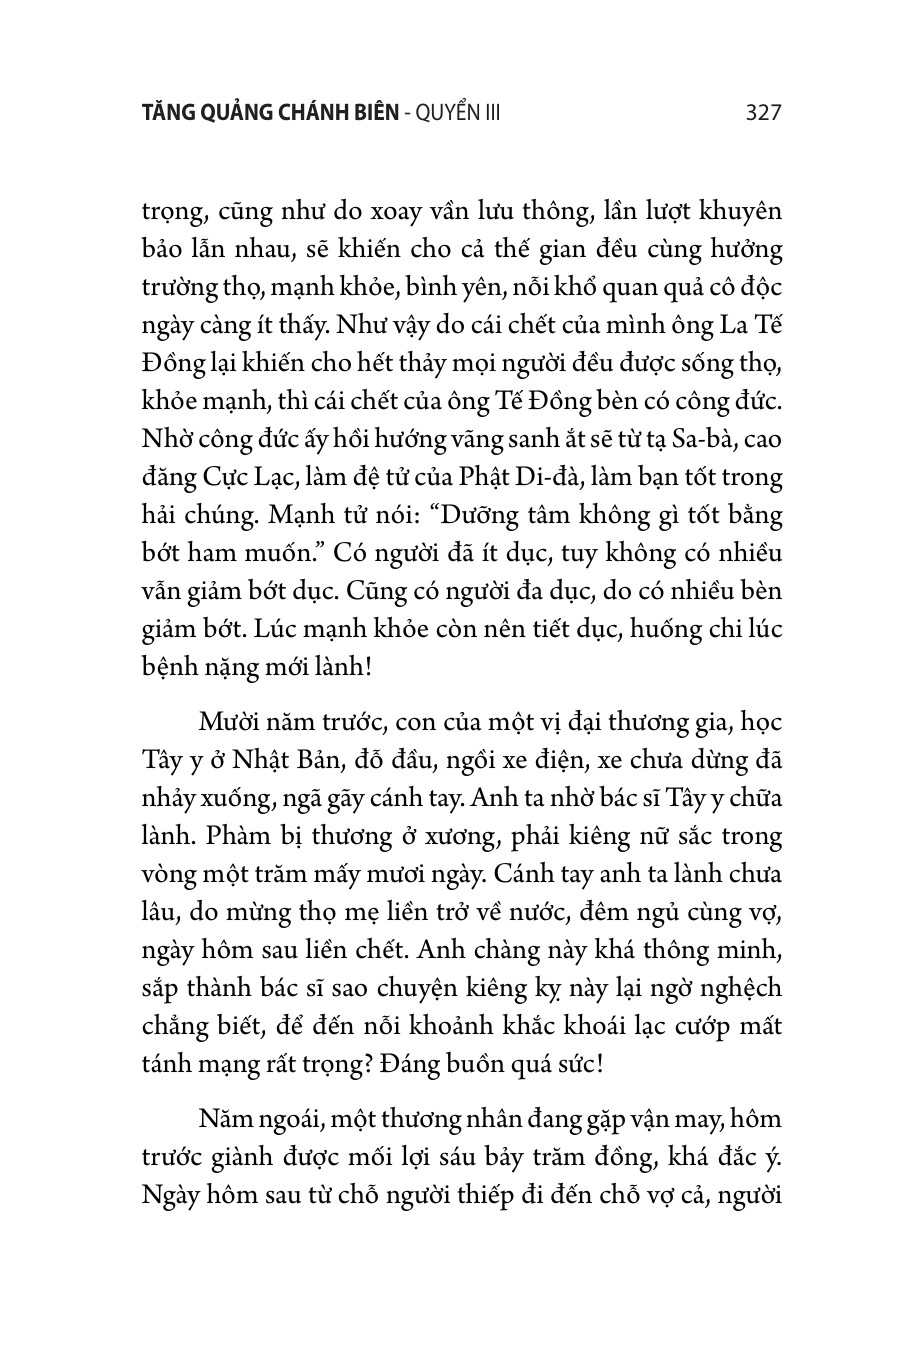 TĂNG QUẢNG CHÁNH BIÊN - QUYỂN III 327
trọng, cũng như do xoay vần lưu thông, lần lượt khuyên
bảo lẫn nhau, sẽ khiến cho cả thế gian đều cùng hưởng
trường thọ, mạnh khỏe, bình yên, nỗi khổ quan quả cô độc
ngày càng ít thấy. Như vậy do cái chết của mình ông La Tế
Đồng lại khiến cho hết thảy mọi người đều được sống thọ,
khỏe mạnh, thì cái chết của ông Tế Đồng bèn có công đức.
Nhờ công đức ấy hồi hướng vãng sanh ắt sẽ từ tạ Sa-bà, cao
đăng Cực Lạc, làm đệ tử của Phật Di-đà, làm bạn tốt trong
hải chúng. Mạnh tử nói: “Dưỡng tâm không gì tốt bằng
bớt ham muốn.” Có người đã ít dục, tuy không có nhiều
vẫn giảm bớt dục. Cũng có người đa dục, do có nhiều bèn
giảm bớt. Lúc mạnh khỏe còn nên tiết dục, huống chi lúc
bệnh nặng mới lành!
Mười năm trước, con của một vị đại thương gia, học
Tây y ở Nhật Bản, đỗ đầu, ngồi xe điện, xe chưa dừng đã
nhảy xuống, ngã gãy cánh tay. Anh ta nhờ bác sĩ Tây y chữa
lành. Phàm bị thương ở xương, phải kiêng nữ sắc trong
vòng một trăm mấy mươi ngày. Cánh tay anh ta lành chưa
lâu, do mừng thọ mẹ liền trở về nước, đêm ngủ cùng vợ,
ngày hôm sau liền chết. Anh chàng này khá thông minh,
sắp thành bác sĩ sao chuyện kiêng kỵ này lại ngờ nghệch
chẳng biết, để đến nỗi khoảnh khắc khoái lạc cướp mất
tánh mạng rất trọng? Đáng buồn quá sức!
Năm ngoái, một thương nhân đang gặp vận may, hôm
trước giành được mối lợi sáu bảy trăm đồng, khá đắc ý.
Ngày hôm sau từ chỗ người thiếp đi đến chỗ vợ cả, người